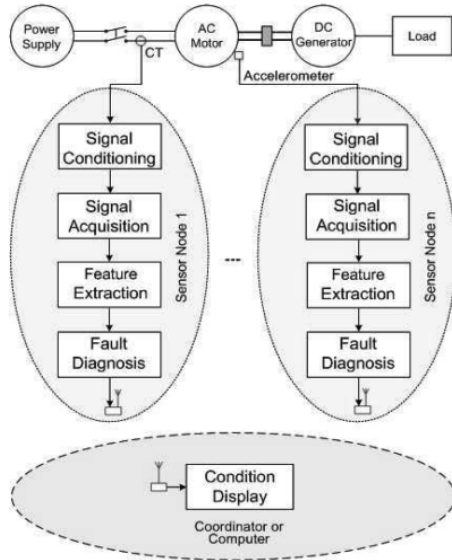 Power
Supply
CT
AC
Motor
DC
Generator
Load
Accelerometer
Signal
Conditioning
Signal
Acquisition
Feature
Extraction
Fault
Diagnosis
Sensor Node 1
---
Signal
Conditioning
Signal
Acquisition
Feature
Extraction
Fault
Diagnosis
Sensor Node n
Condition
Display
Coordinator or
Computer